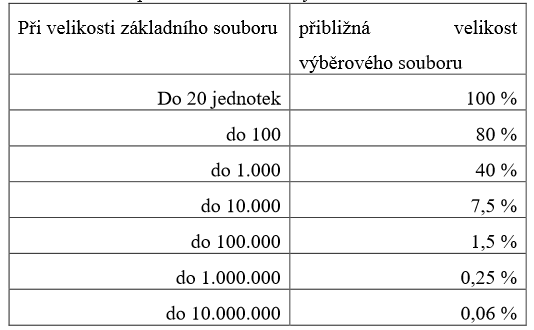 Při velikosti základního souboru
přibližná velikost
výběrového souboru
Do 20 jednotek 100 %
do 100 80 %
do 1.000 40 %
do 10.000 7,5 %
do 100.000 1,5 %
do 1.000.000 0,25 %
do 10.000.000 0,06 %